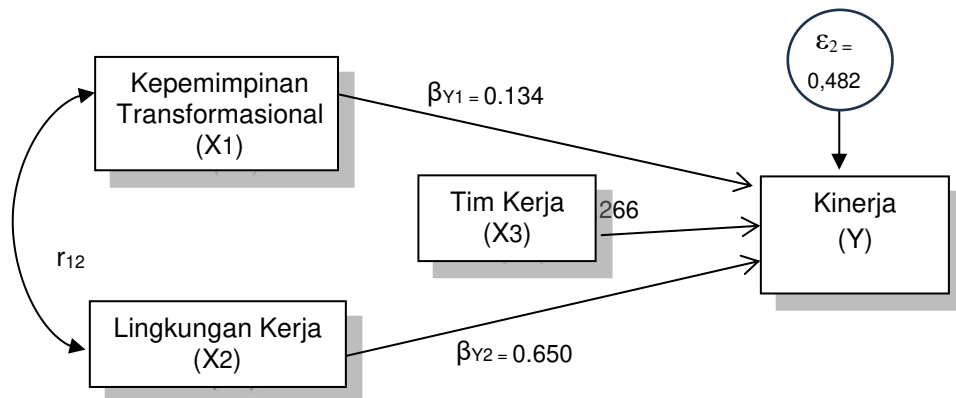 Kepemimpinan
Transformasional
(X1)
βY1 = 0.134
ε2 =
0,482
Tim Kerja
(X3)
266
Kinerja
(Y)
r12
Lingkungan Kerja
(X2)
βY2 = 0.650